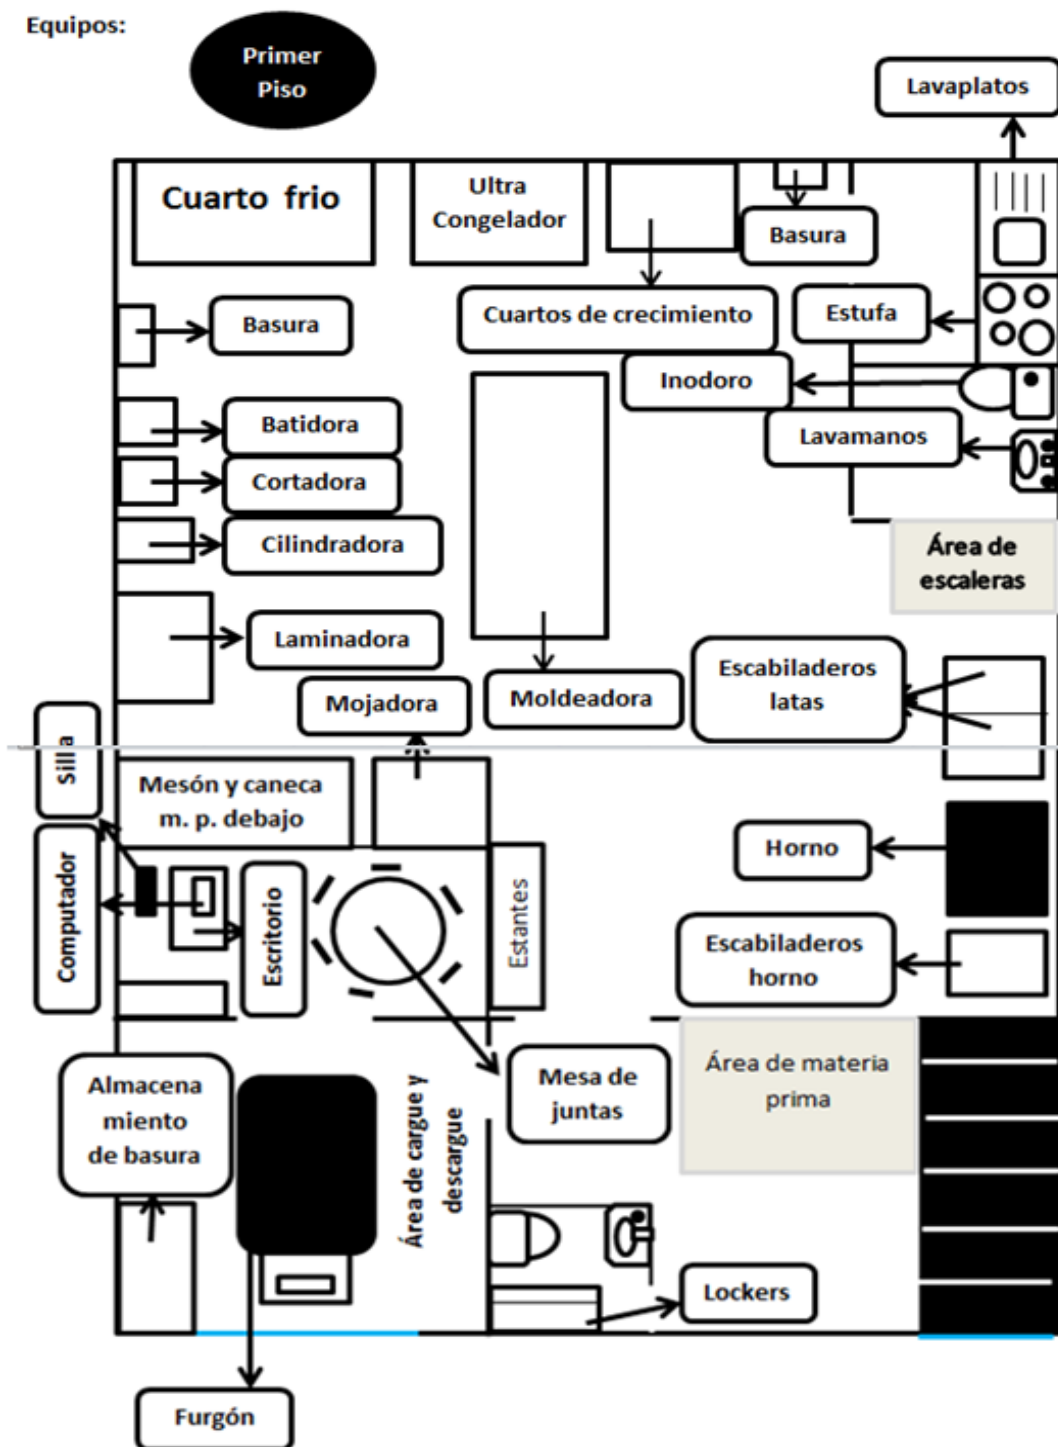 Equipos:
Primer
Piso
Lavaplatos
Cuarto frio
Ultra
Congelador
Basura
Cuartos de crecimiento
Estufa
Basura
Inodoro
Batidora
Lavamanos
Cortadora
Cilindradora
Área de
escaleras
Laminadora
Mojadora
Moldeadora
Escabiladeros
latas
Silla
Mesón y caneca
m. p. debajo
Horno
Computador
Escritorio
Estantes
Escabiladeros
horno
Almacena
miento
de basura
Área de cargue y
descargue
Mesa de
juntas
Área de materia
prima
Lockers
Furgón